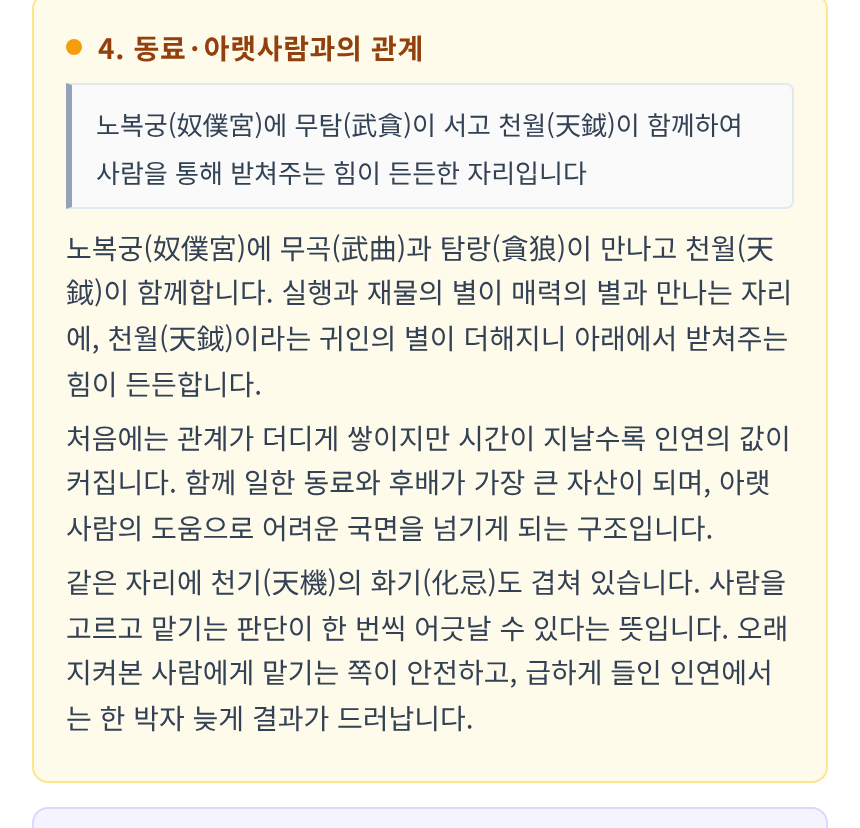 4. 동료·아랫사람과의 관계
노복궁(奴僕宮)에 무탐(武貪)이 서고 천월(天鉞)이 함께하여
사람을 통해 받쳐주는 힘이 든든한 자리입니다
노복궁(奴僕宮)에 무곡(武曲)과 탐랑(貪狼)이 만나고 천월(天
鉞)이 함께합니다. 실행과 재물의 별이 매력의 별과 만나는 자리
에, 천월(天鉞)이라는 귀인의 별이 더해지니 아래에서 받쳐주는
힘이 든든합니다.
처음에는 관계가 더디게 쌓이지만 시간이 지날수록 인연의 값이
커집니다. 함께 일한 동료와 후배가 가장 큰 자산이 되며, 아랫
사람의 도움으로 어려운 국면을 넘기게 되는 구조입니다.
같은 자리에 천기(天機)의 화기(化忌)도 겹쳐 있습니다. 사람을
고르고 맡기는 판단이 한 번씩 어긋날 수 있다는 뜻입니다. 오래
지켜본 사람에게 맡기는 쪽이 안전하고, 급하게 들인 인연에서
는 한 박자 늦게 결과가 드러납니다.